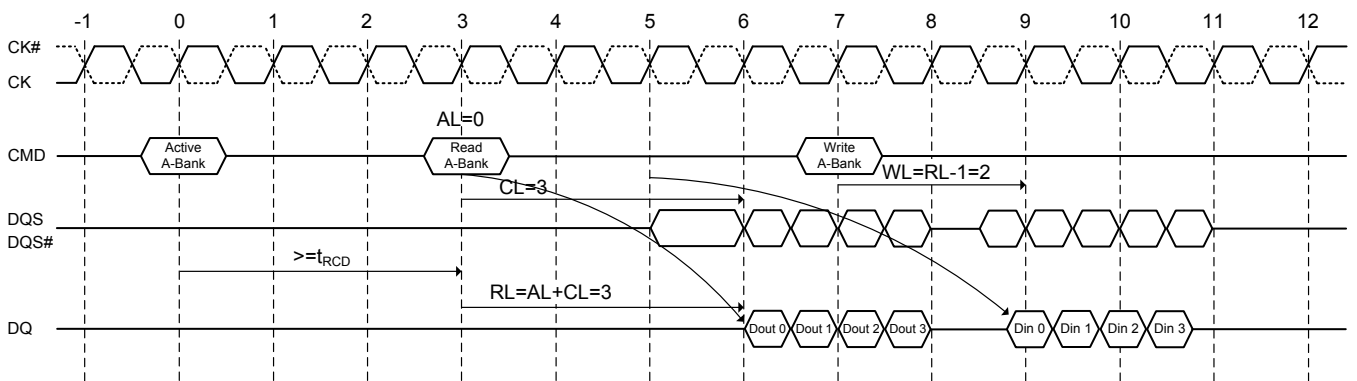 -1 0 1 2 3 4 5 6 7 8 9 10 11 12
CK#
CK
AL=0
CMD Active A-Bank Read A-Bank Write A-Bank
WL=RL-1=2
CL=3
DQS
DQS#
>=tRCD
RL=AL+CL=3
DQ Dout 0 Dout 1 Dout 2 Dout 3 Din 0 Din 1 Din 2 Din 3